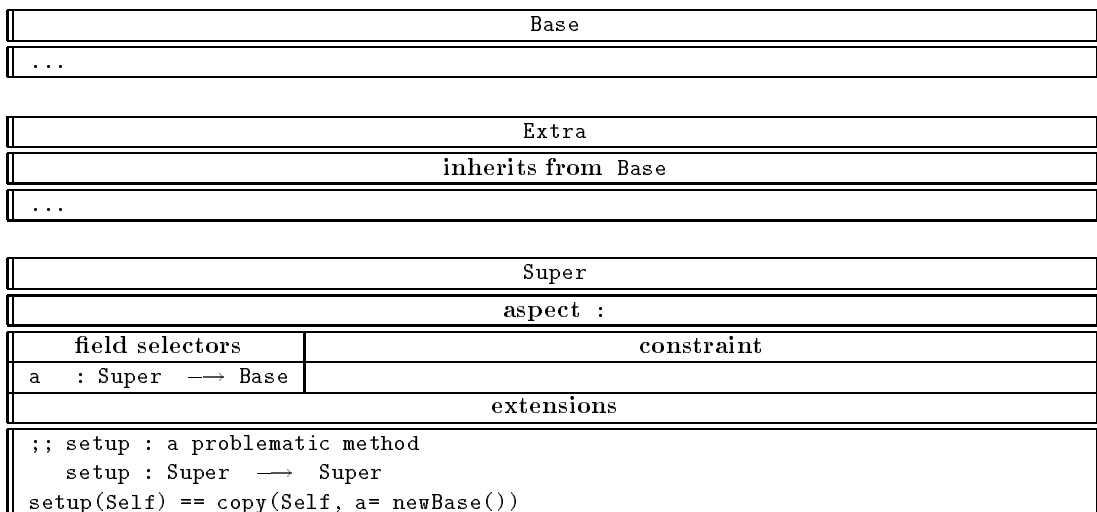 Base
...
Extra
inherits from Base
...
Super
aspect :
field selectors constraint
a : Super ⟶ Base
extensions
;; setup : a problematic method
setup : Super ⟶ Super
setup(Self) == copy(Self, a= newBase())